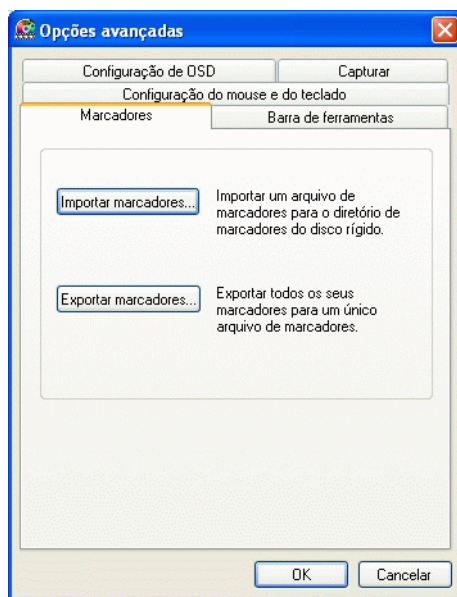 Opções avançadas
Configuração de OSD
Capturar
Configuração do mouse e do teclado
Marcadores
Barra de ferramentas
Importar marcadores...
Importar um arquivo de
marcadores para o diretório de
marcadores do disco rígido.
Exportar marcadores...
Exportar todos os seus
marcadores para um único
arquivo de marcadores.
OK
Cancelar